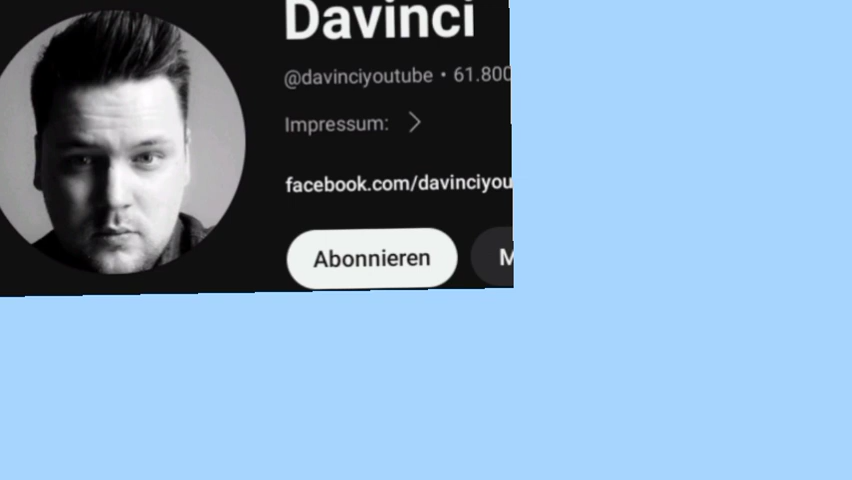 Davinci
@davinciyoutube • 61.800
Impressum:
facebook.com/davinciyou
Abonnieren M